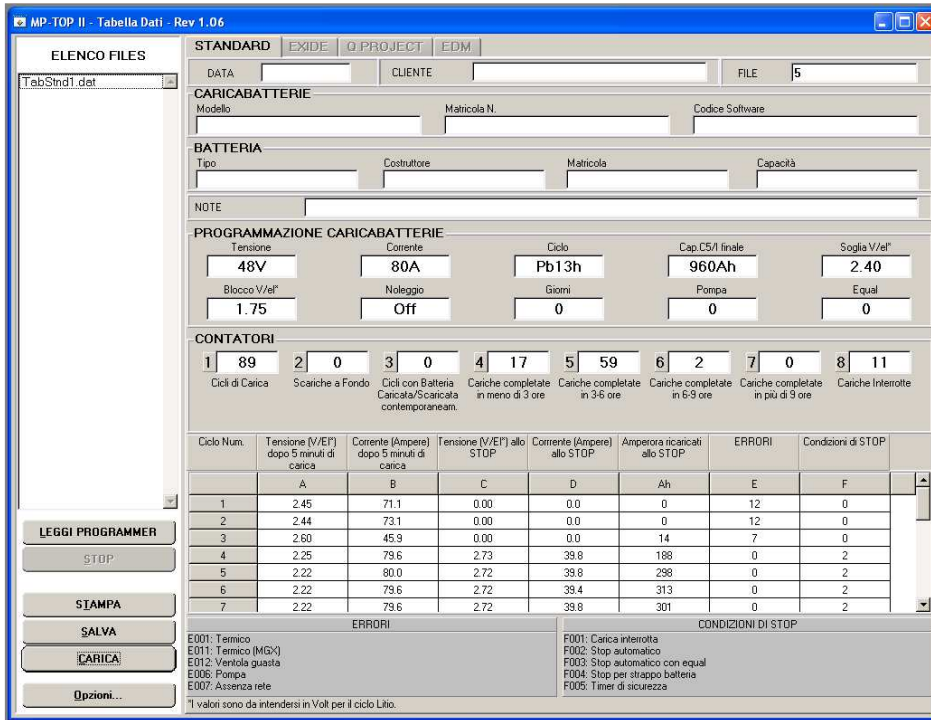 MP-TOP II - Tabella Dati - Rev 1.06
ELENCO FILES
TabStnd1.dat
LEGGI PROGRAMMER
STOP
STAMPA
SALVA
CARICA
Opzioni...
STANDARD EXIDE Q PROJECT EDM
DATA CLIENTE FILE 5
CARICABATTERIE
Modello Matricola N. Codice Software
BATTERIA
Tipo Costruttore Matricola Capacità
NOTE
PROGRAMMAZIONE CARICABATTERIE
Tensione Corrente Ciclo Cap.C5/I finale Soglia V/el°
48V 80A Pb13h 960Ah 2.40
Blocco V/el° Noleggio Giorni Pompa Equal
1.75 Off 0 0 0
CONTATORI
1 89 2 0 3 0 4 17 5 59 6 2 7 0 8 11
Cicli di Carica Scariche a Fondo Cicli con Batteria Cariche completate Cariche completate Cariche completate Cariche completate Cariche Interrotte
Caricata/Scaricata in meno di 3 ore in 3-6 ore in 6-9 ore in più di 9 ore
contemporaneam.
Ciclo Num. Tensione (V/El°) Corrente (Ampere) Tensione (V/El°) allo Corrrente (Ampere) Amperora ricaricati ERRORI Condizioni di STOP
dopo 5 minuti di dopo 5 minuti di STOP allo STOP allo STOP
carica carica
A B C D Ah E F
1 2.45 71.1 0.00 0.0 0 12 0
2 2.44 73.1 0.00 0.0 0 12 0
3 2.60 45.9 0.00 0.0 14 7 0
4 2.25 79.6 2.73 39.8 188 0 2
5 2.22 80.0 2.72 39.8 298 0 2
6 2.22 79.6 2.72 39.4 313 0 2
7 2.22 79.6 2.72 39.8 301 0 2
ERRORI
E001: Termico
E011: Termico (MGX)
E012: Ventola guasta
E006: Pompa
E007: Assenza rete
CONDIZIONI DI STOP
F001: Carica interrotta
F002: Stop automatico
F003: Stop automatico con equal
F004: Stop per strappo batteria
F005: Timer di sicurezza
°I valori sono da intendersi in Volt per il ciclo Litio.